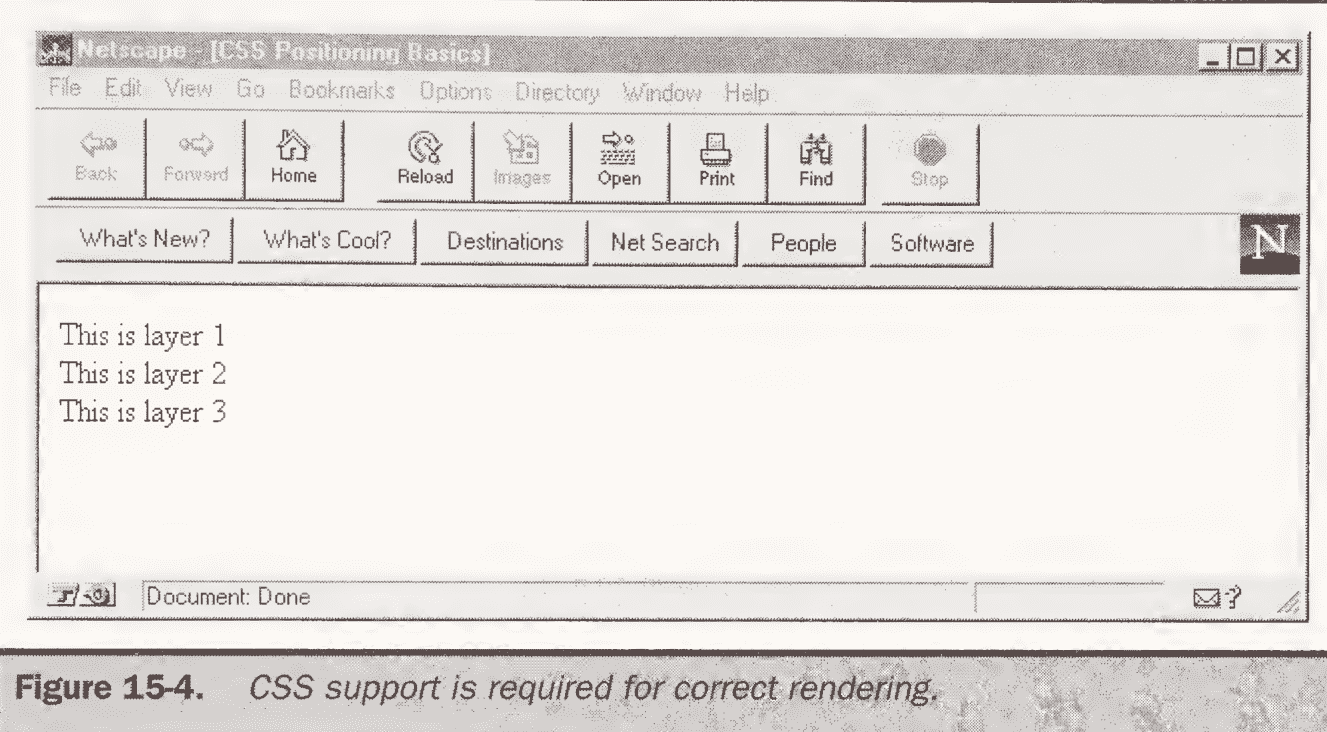 Netscape - [CSS Positioning Basics]
File Edit View Go Bookmarks Options Directory Window Help
Back Forward Home Reload Images Open Print Find Stop
What's New? What's Cool? Destinations Net Search People Software
N
This is layer 1
This is layer 2
This is layer 3
Document: Done
?
Figure 15-4. CSS support is required for correct rendering.